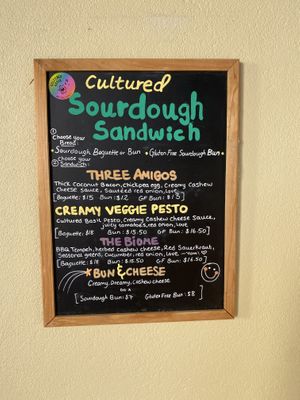 Cultured
Sourdough
Sandwich
① Choose your Bread:
Sourdough Baguette or Bun
Gluten Free Sourdough Bun
② Choose your Sandwich:
THREE AMIGOS
Thick Coconut Bacon, chickpea egg, Creamy Cashew
Cheese Sauce, Sauteed red onion, love
[Baguette: $15 Bun: $12 GF Bun: $13]
CREAMY VEGGIE PESTO
Cultured Basil Pesto, Creamy Cashew Cheese Sauce,
juicy tomatoes, red onion, love
[Baguette: $18 Bun: $15.50 GF Bun: $16.50]
THE Biome
BBQ Tempeh, herbed cashew cheese, Red Sauerkraut,
Seasonal greens, Cucumber, red onion, love
[Baguette: $18 Bun: $15.50 GF Bun: $16.50]
BUN & CHEESE
Creamy, Dreamy, Cashew cheese
on a
[Sourdough Bun: $7 Gluten Free Bun: $8]